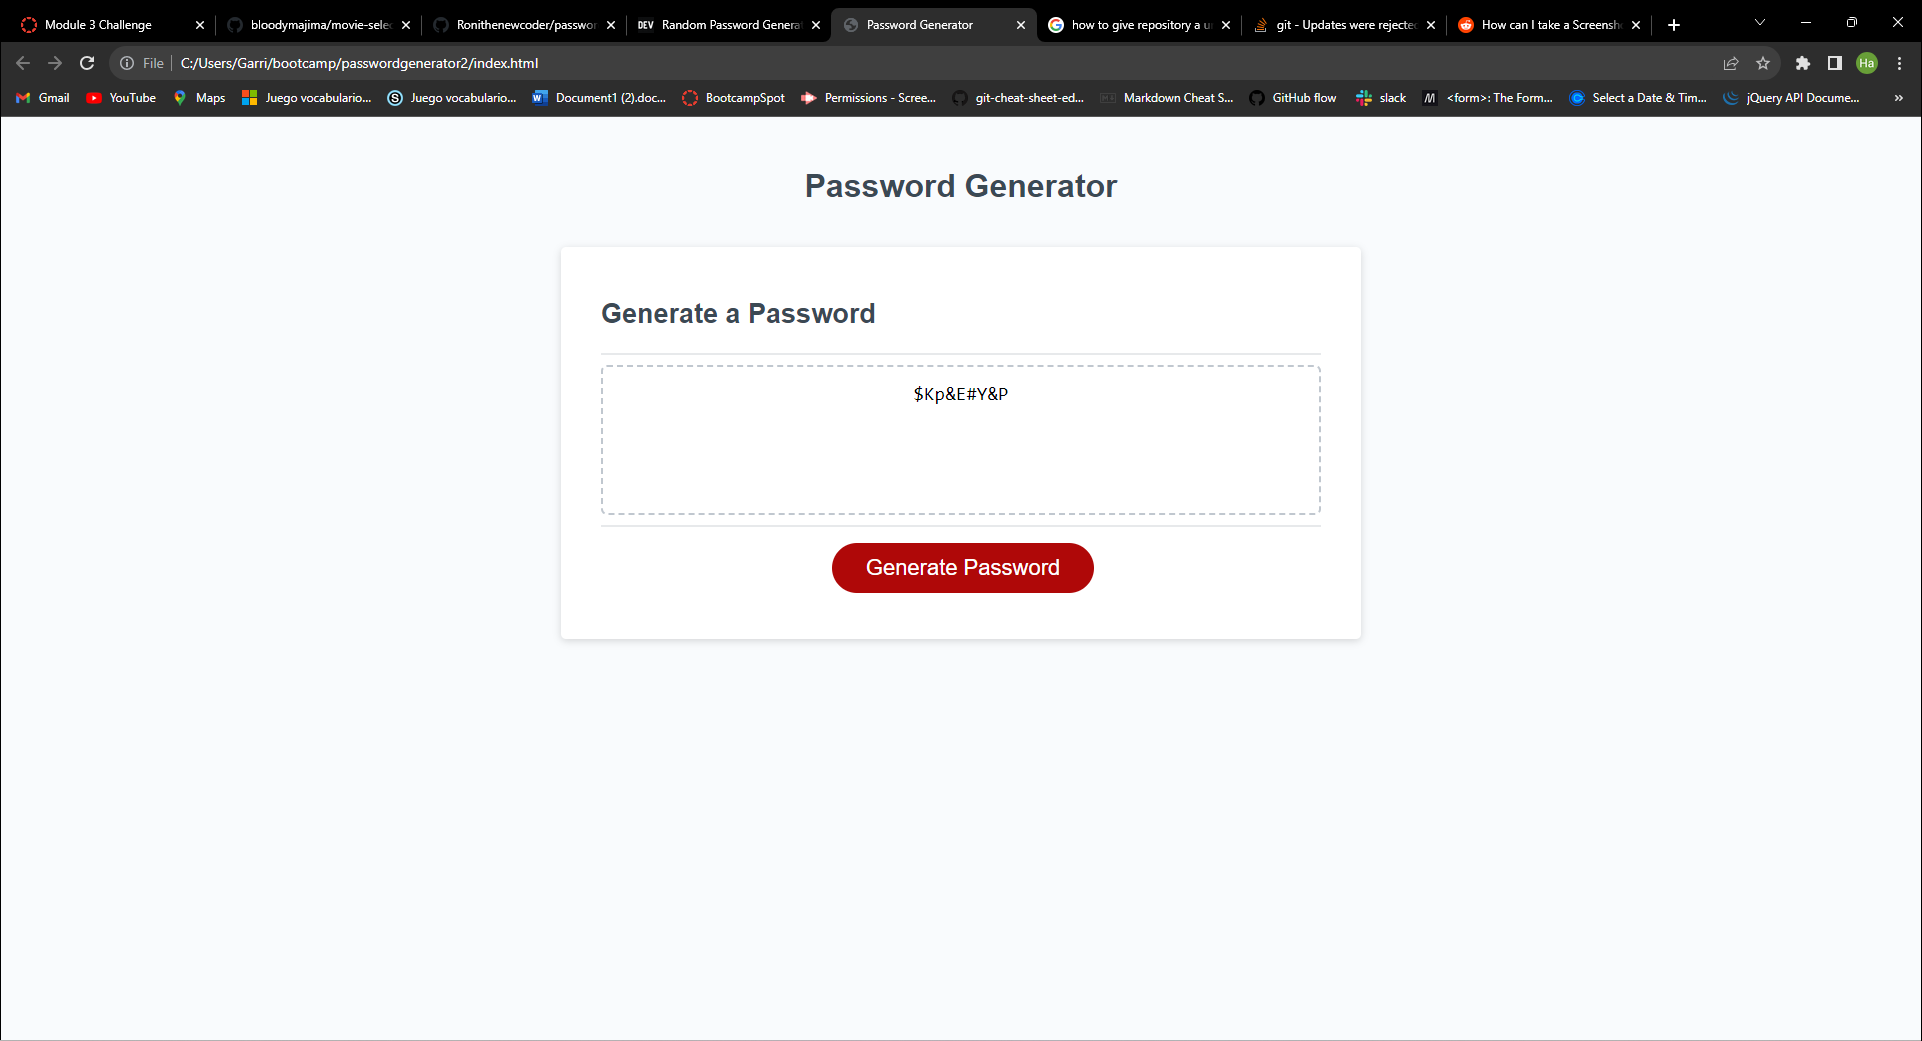 Module 3 Challenge
bloodymajima/movie-selec
Ronithenewcoder/passwor
DEV Random Password Genera
Password Generator
how to give repository a u
git - Updates were rejected
How can I take a Screensh
File C:/Users/Garri/bootcamp/passwordgenerator2/index.html
Ha
Gmail
YouTube
Maps
Juego vocabulario...
Juego vocabulario...
Document1 (2).doc...
BootcampSpot
Permissions - Scree...
git-cheat-sheet-ed...
Markdown Cheat S...
GitHub flow
slack
<form>: The Form...
Select a Date & Tim...
jQuery API Docume...
»
Password Generator
Generate a Password
$Kp&E#Y&P
Generate Password